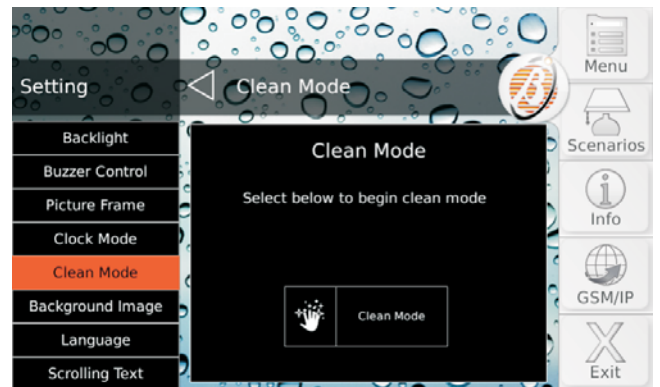 Setting
Clean Mode
Backlight
Buzzer Control
Picture Frame
Clock Mode
Clean Mode
Background Image
Language
Scrolling Text
Clean Mode
Select below to begin clean mode
Clean Mode
B
Menu
Scenarios
i
Info
GSM/IP
X
Exit